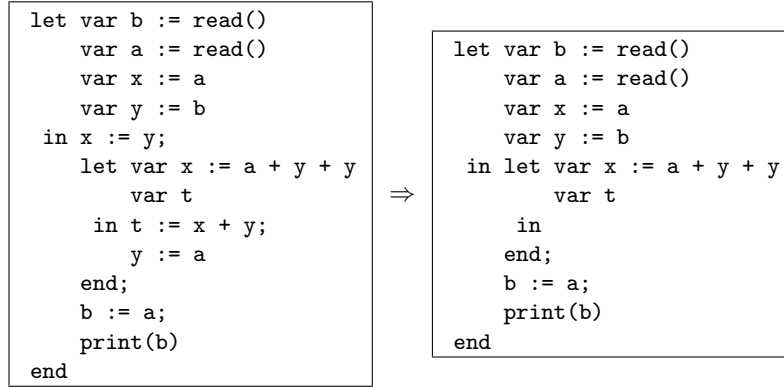 let var b := read()
    var a := read()
    var x := a
    var y := b
 in x := y;
    let var x := a + y + y
        var t
     in t := x + y;
        y := a
    end;
    b := a;
    print(b)
end
⇒
let var b := read()
    var a := read()
    var x := a
    var y := b
 in let var x := a + y + y
        var t
     in
    end;
    b := a;
    print(b)
end